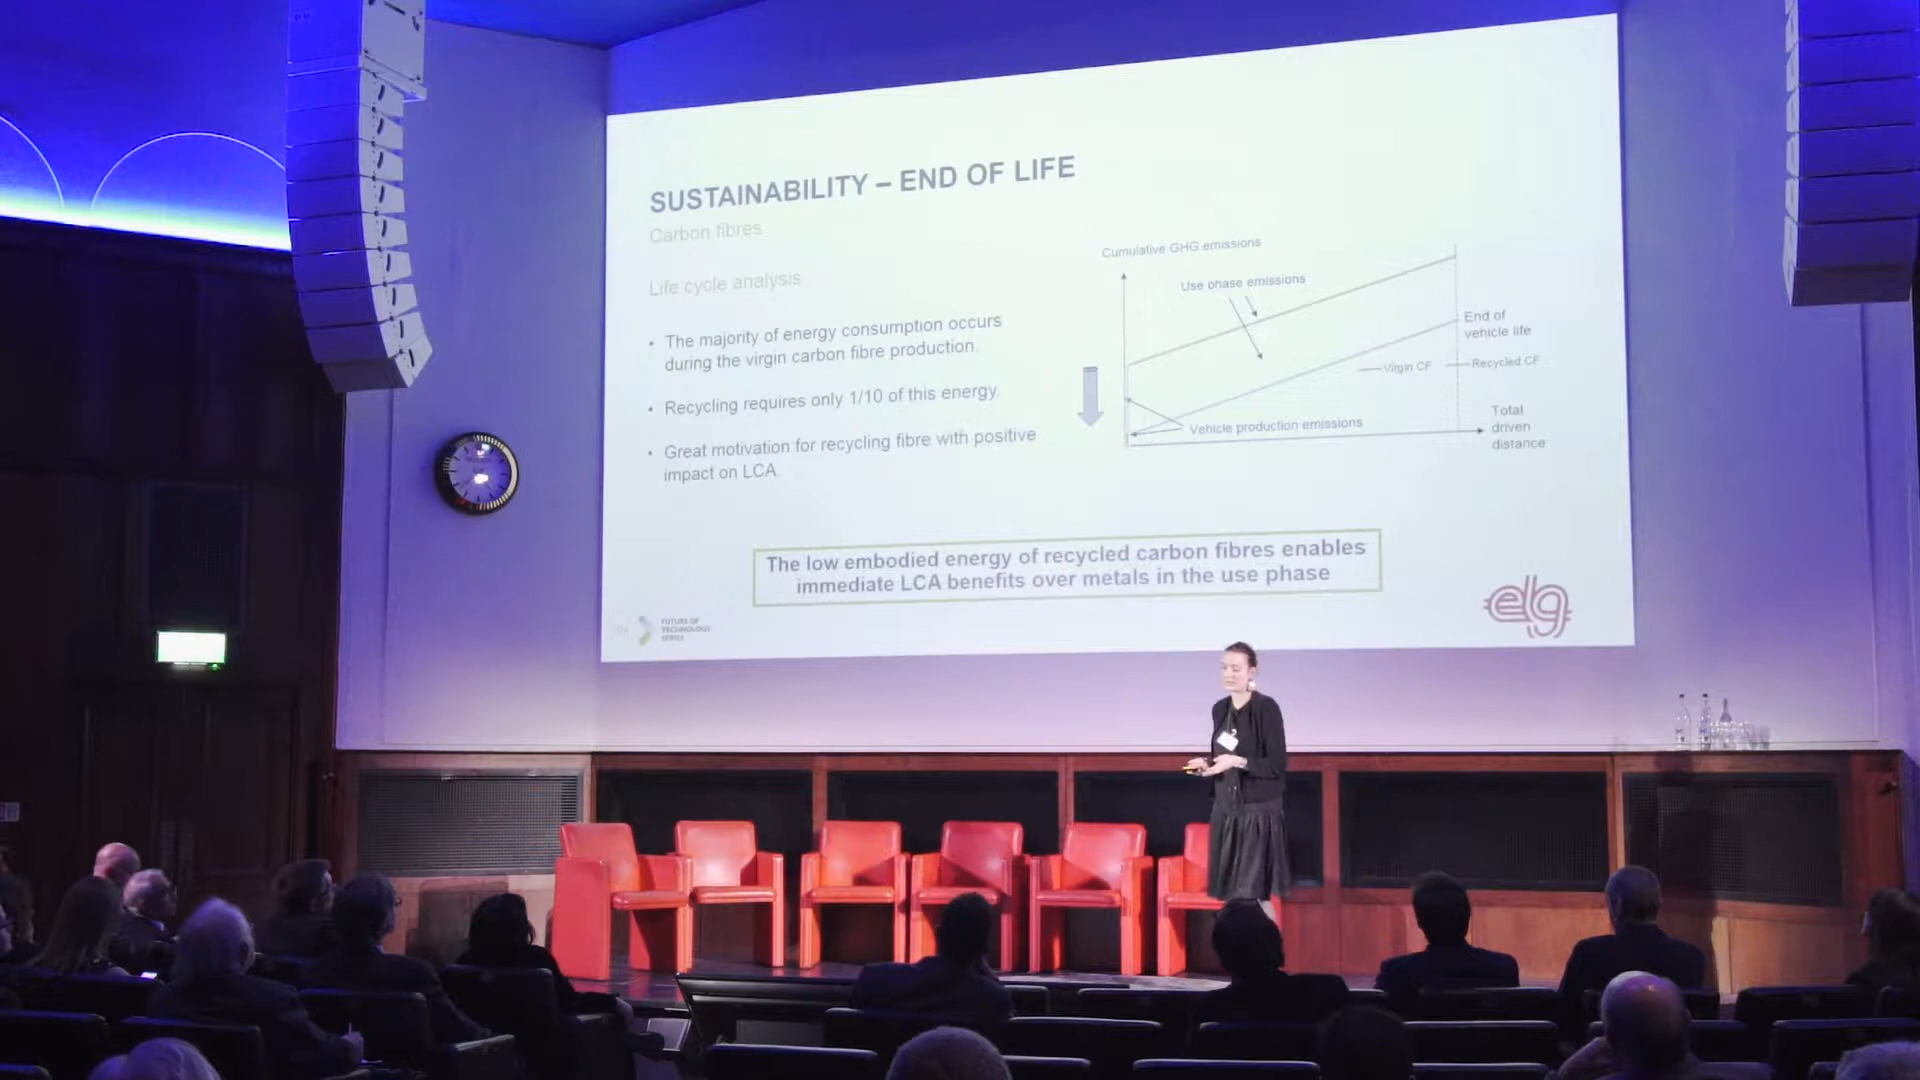 SUSTAINABILITY – END OF LIFE
Carbon fibres
Life cycle analysis
• The majority of energy consumption occurs
during the virgin carbon fibre production.
• Recycling requires only 1/10 of this energy.
• Great motivation for recycling fibre with positive
impact on LCA.
Cumulative GHG emissions
Use phase emissions
End of
vehicle life
Virgin CF
Recycled CF
Vehicle production emissions
Total
driven
distance
The low embodied energy of recycled carbon fibres enables
immediate LCA benefits over metals in the use phase
FUTURE OF
TECHNOLOGY
SERIES
elg